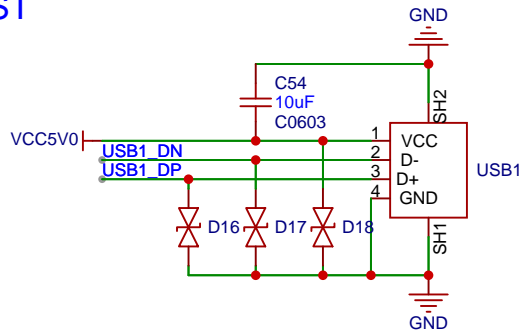 GND
C54
10uF
C0603
SH2
VCC5V0
1
VCC
USB1_DN
2
D-
USB1_DP
3
D+
USB1
4
GND
D16
D17
D18
SH1
GND